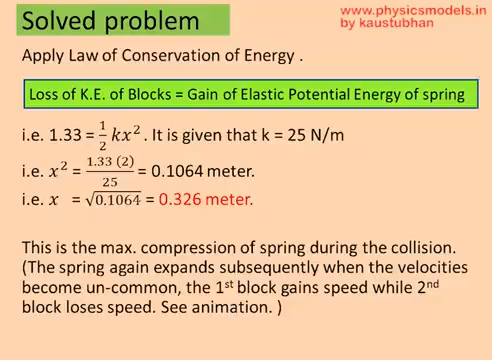 Solved problem
www.physicsmodels.in
by kaustubhan
Apply Law of Conservation of Energy .
Loss of K.E. of Blocks = Gain of Elastic Potential Energy of spring
i.e. 1.33 = 1/2 kx² . It is given that k = 25 N/m
i.e. x² = 1.33 (2)/25 = 0.1064 meter.
i.e. x = √0.1064 = 0.326 meter.
This is the max. compression of spring during the collision.
(The spring again expands subsequently when the velocities
become un-common, the 1st block gains speed while 2nd
block loses speed. See animation. )